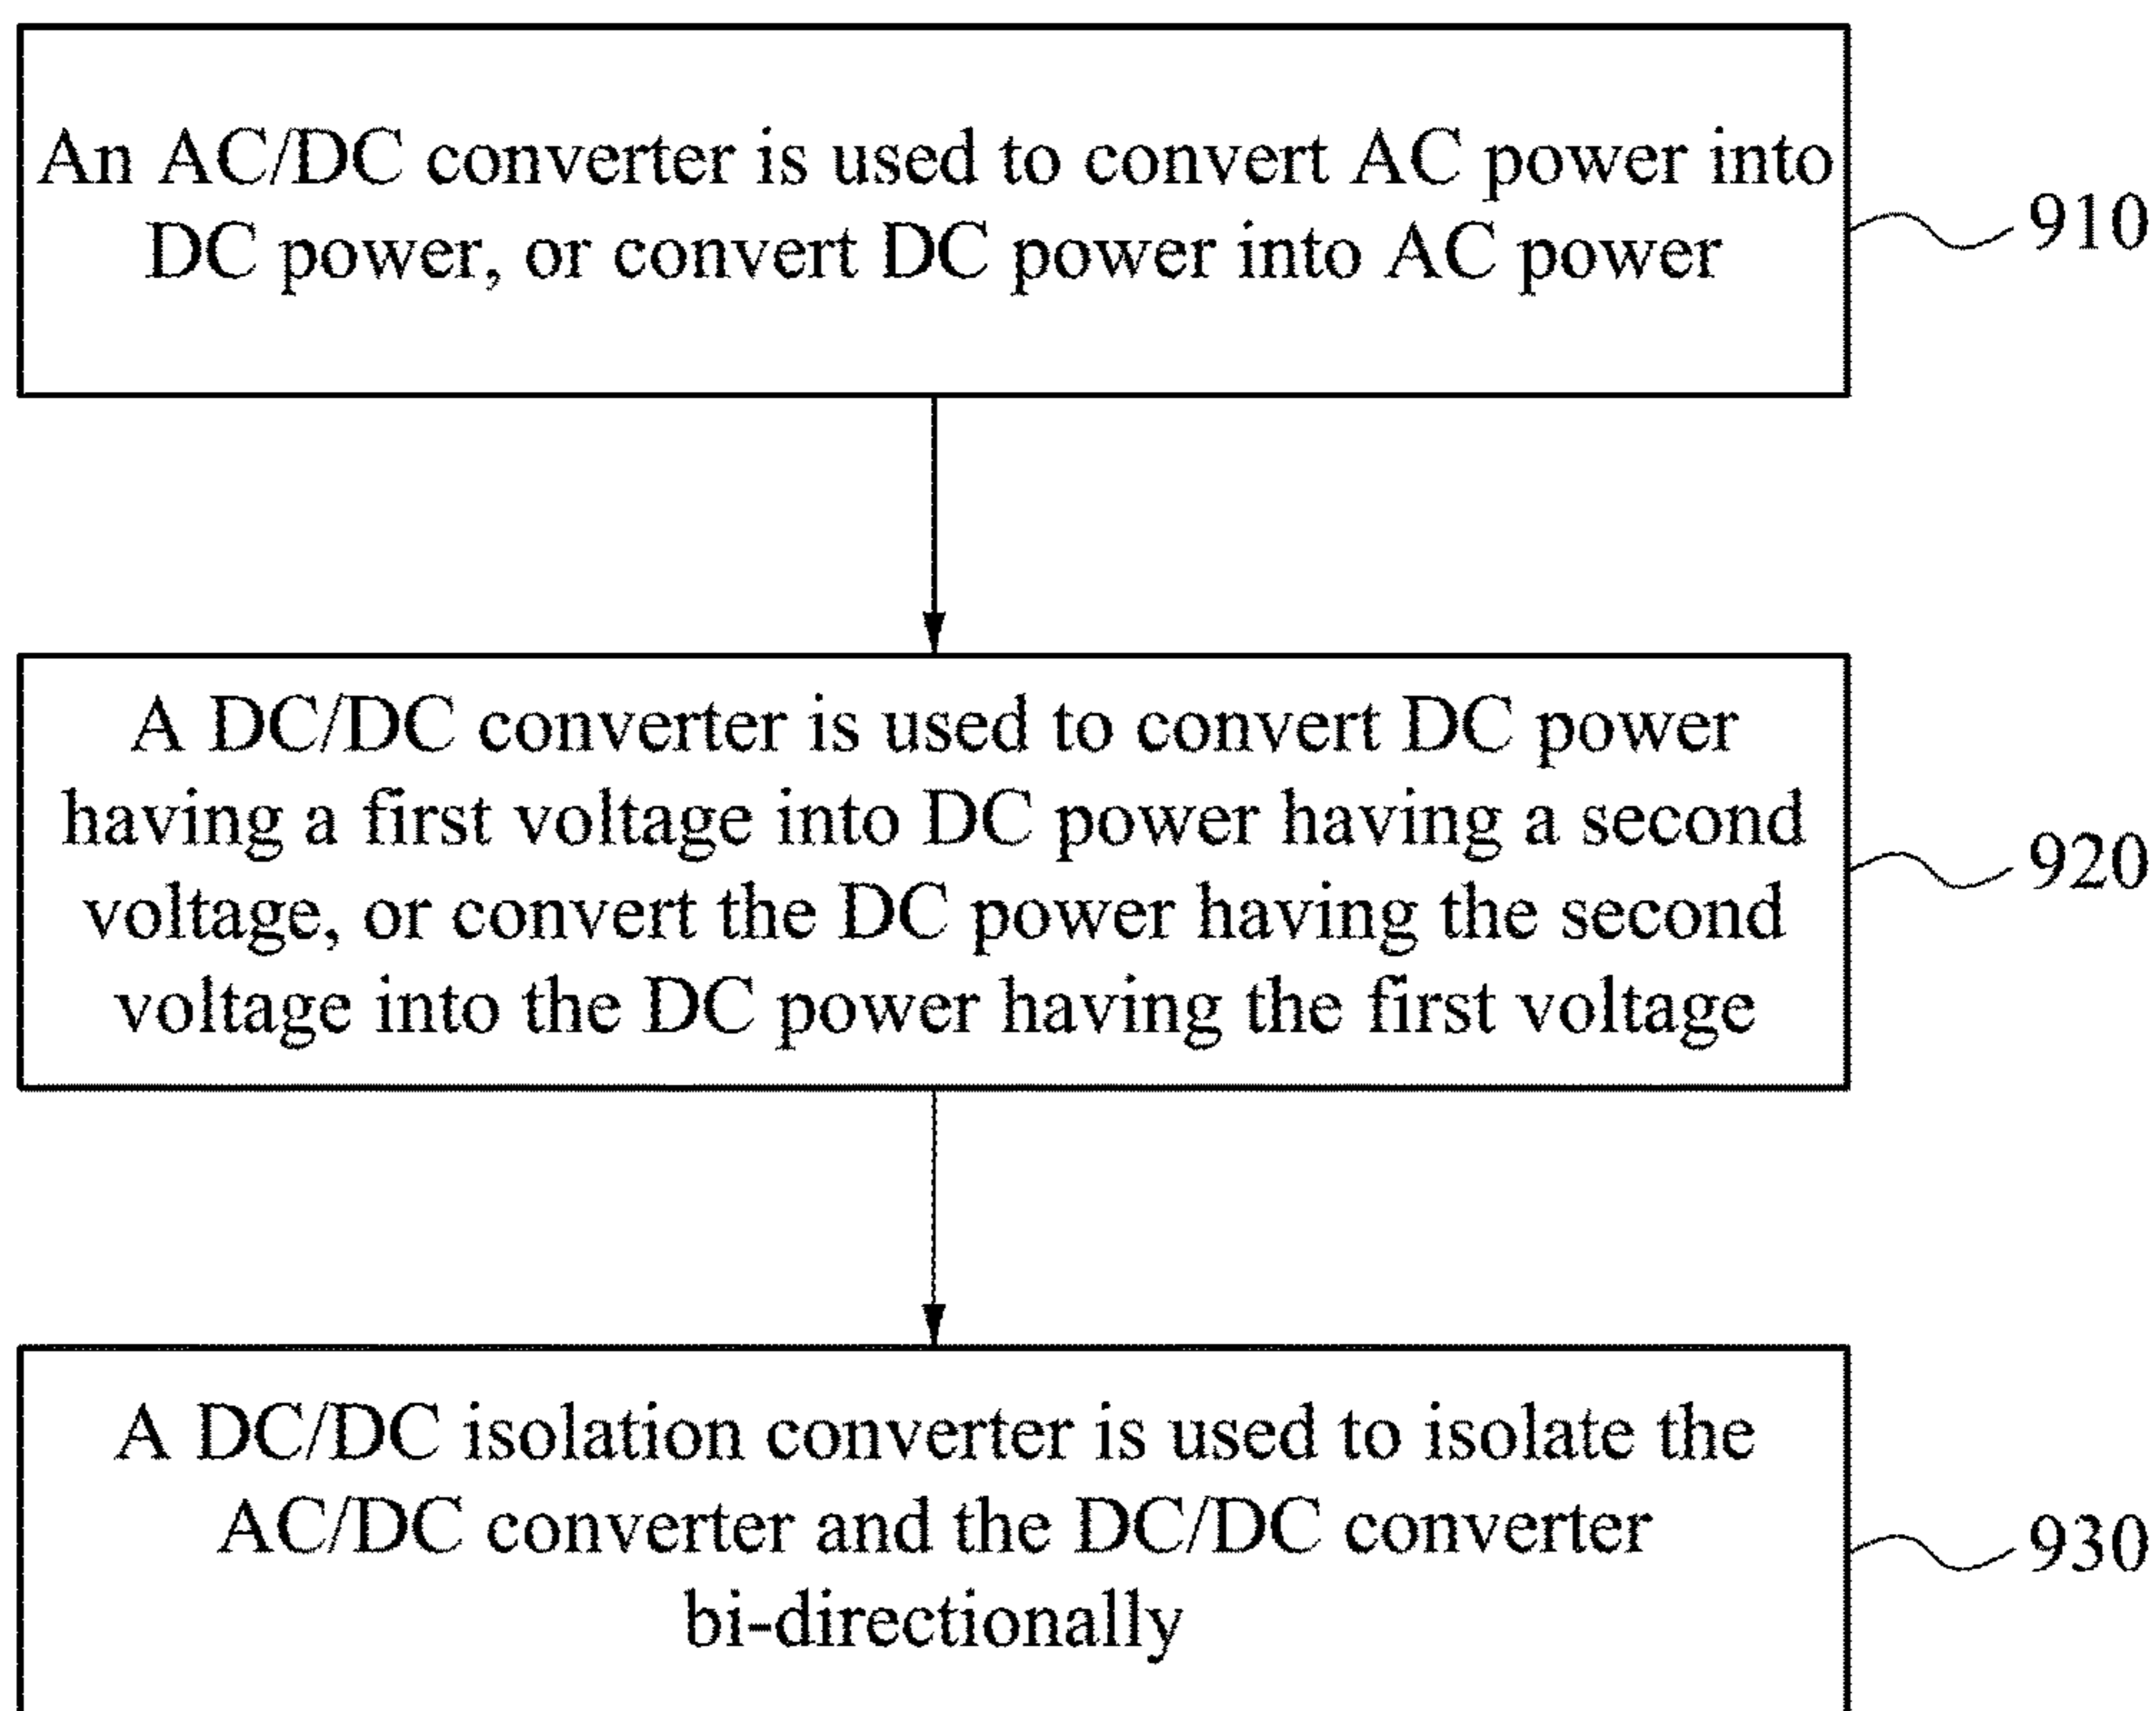 An AC/DC converter is used to convert AC power into
DC power, or convert DC power into AC power
910
A DC/DC converter is used to convert DC power
having a first voltage into DC power having a second
voltage, or convert the DC power having the second
voltage into the DC power having the first voltage
920
A DC/DC isolation converter is used to isolate the
AC/DC converter and the DC/DC converter
bi-directionally
930